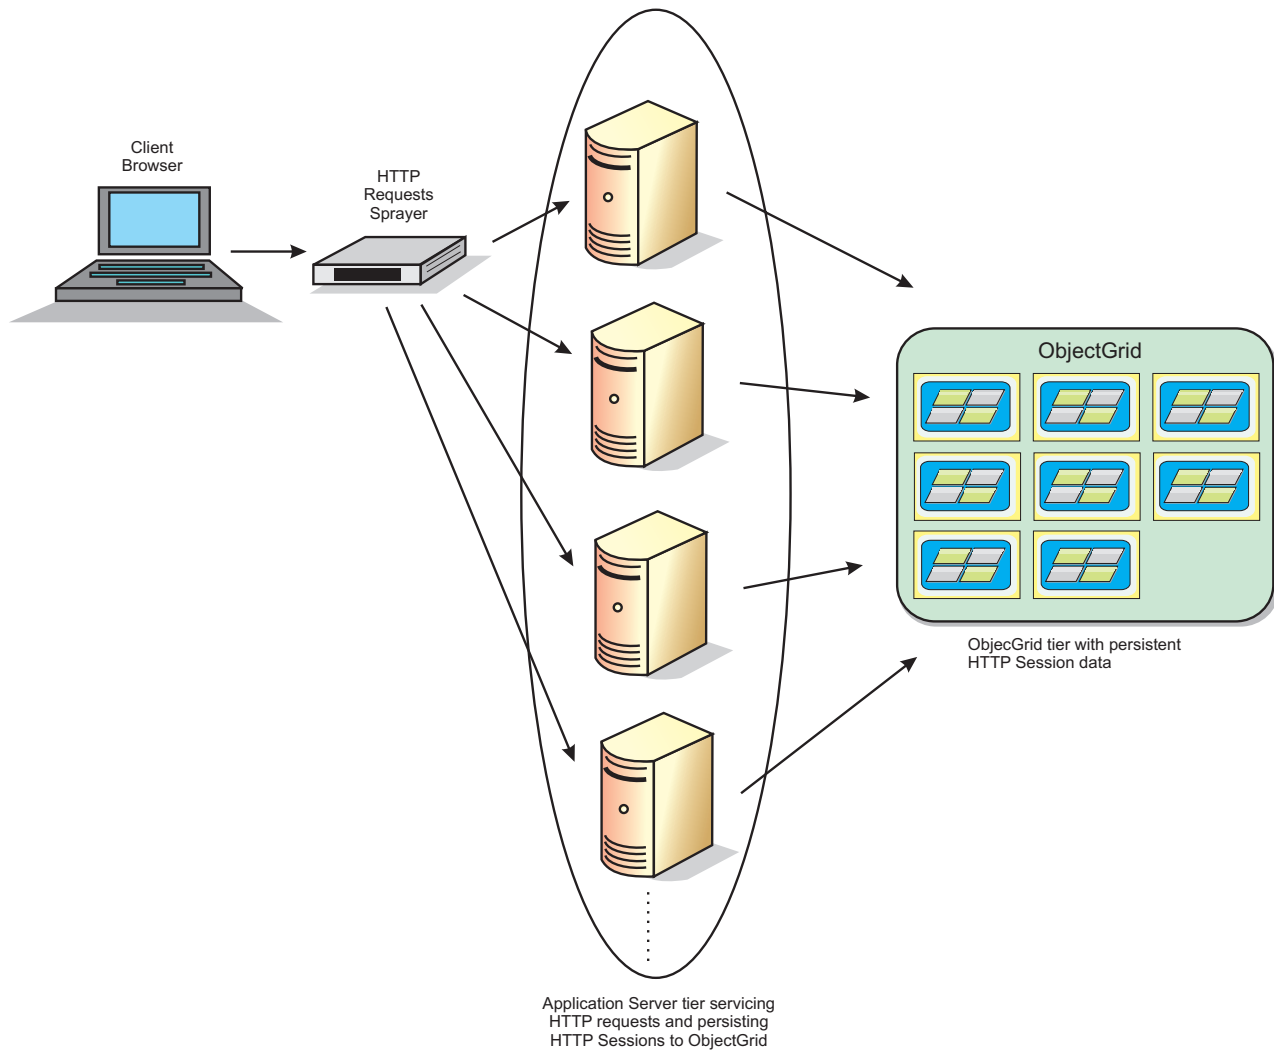 Client
Browser
HTTP
Requests
Sprayer
ObjectGrid
ObjecGrid tier with persistent
HTTP Session data
Application Server tier servicing
HTTP requests and persisting
HTTP Sessions to ObjectGrid